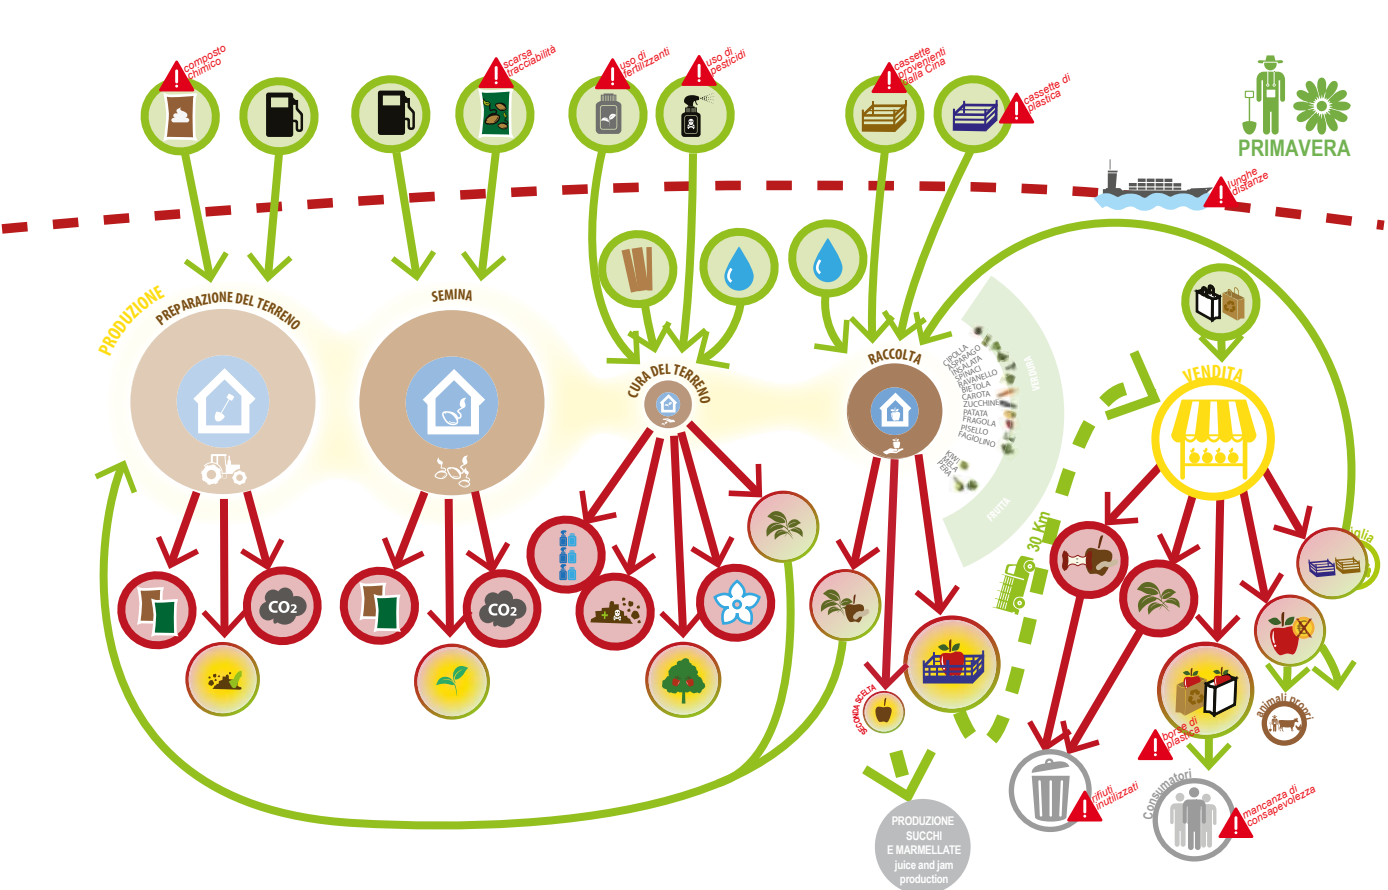 composto
chimico
scarsa
tracciabilità
uso di
fertilizzanti
uso di
pesticidi
cassette
provenienti
dalla Cina
cassette di
plastica
PRIMAVERA
lunghe
distanze
PRODUZIONE
PREPARAZIONE DEL TERRENO
SEMINA
CURA DEL TERRENO
RACCOLTA
CIPOLLA
ASPARAGO
INSALATA
SPINACI
RAVANELLO
BIETOLA
CAROTA
ZUCCHINE
PATATA
FRAGOLA
PISELLO
FAGIOLINO
KIWI
MELA
PERA
VERDURA
FRUTTA
VENDITA
30 Km
CO2
CO2
SECONDA SCELTA
animali propri
borse di
plastica
rifiuti
inutilizzati
Consumatori
mancanza di
consapevolezza
PRODUZIONE
SUCCHI
E MARMELLATE
juice and jam
production